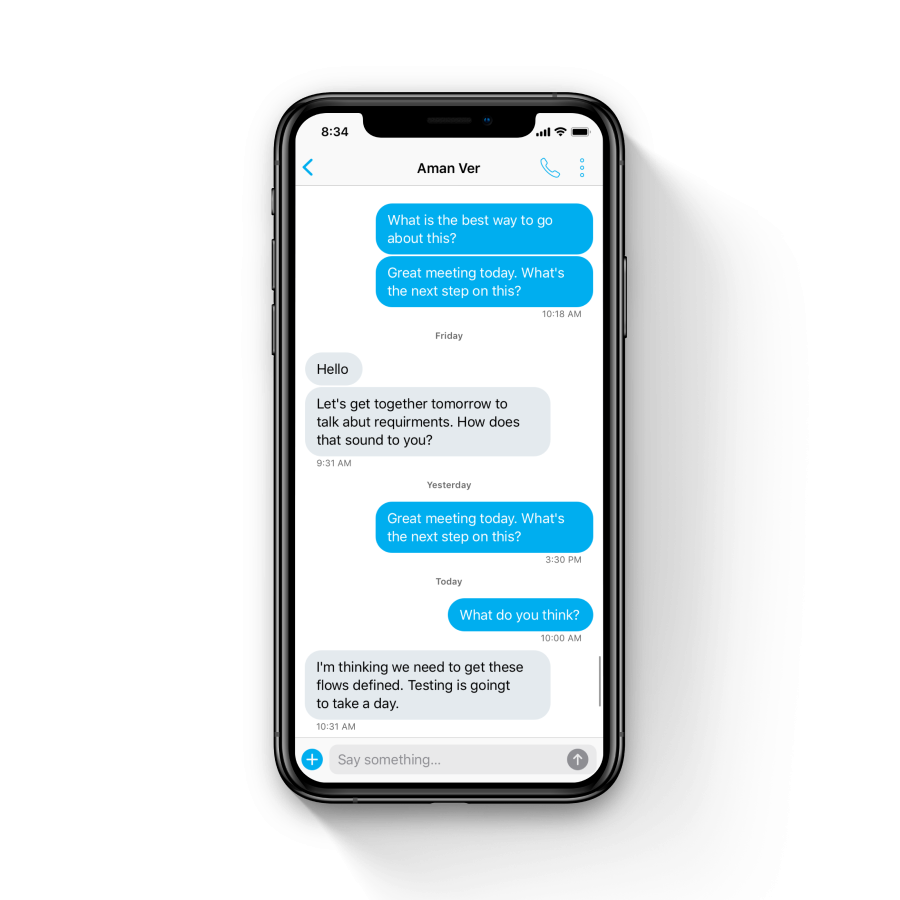 8:34
Aman Ver
What is the best way to go
about this?
Great meeting today. What's
the next step on this?
10:18 AM
Friday
Hello
Let's get together tomorrow to
talk abut requirments. How does
that sound to you?
9:31 AM
Yesterday
Great meeting today. What's
the next step on this?
3:30 PM
Today
What do you think?
10:00 AM
I'm thinking we need to get these
flows defined. Testing is goingt
to take a day.
10:31 AM
Say something...